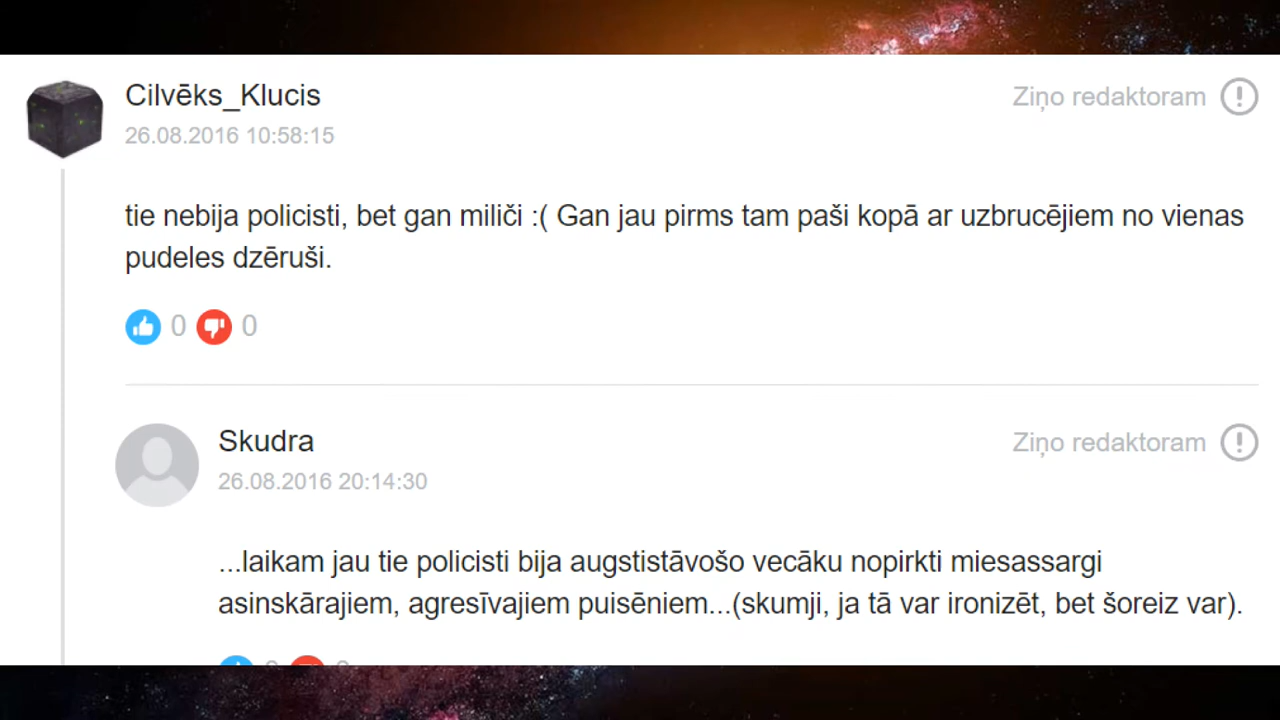 Cilvēks_Klucis
Ziņo redaktoram
26.08.2016 10:58:15
tie nebija policisti, bet gan miliči :( Gan jau pirms tam paši kopā ar uzbrucējiem no vienas
pudeles dzēruši.
0 0
Skudra
Ziņo redaktoram
26.08.2016 20:14:30
...laikam jau tie policisti bija augstistāvošo vecāku nopirkti miesassargi
asinskārajiem, agresīvajiem puisēniem...(skumji, ja tā var ironizēt, bet šoreiz var).